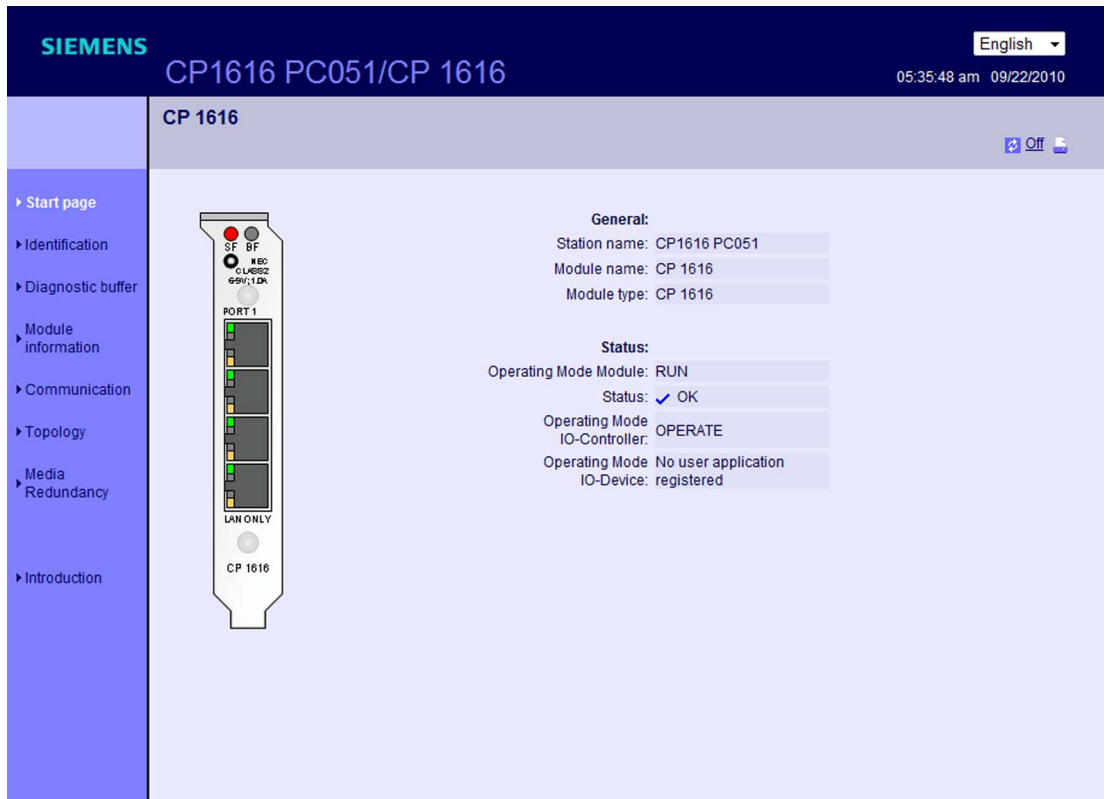 SIEMENS
CP1616 PC051/CP 1616
English
05:35:48 am 09/22/2010
CP 1616
Off
Start page
Identification
Diagnostic buffer
Module
information
Communication
Topology
Media
Redundancy
Introduction
SF BF
NEC
CLASS2
PORT 1
LAN ONLY
CP 1616
General:
Station name: CP1616 PC051
Module name: CP 1616
Module type: CP 1616
Status:
Operating Mode Module: RUN
Status: OK
Operating Mode
IO-Controller: OPERATE
Operating Mode No user application
IO-Device: registered